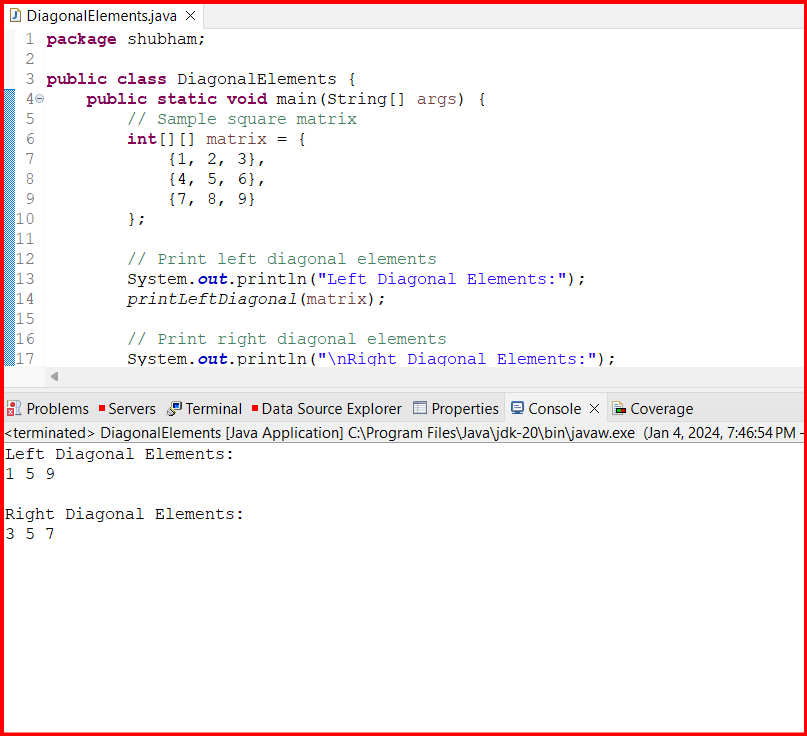 DiagonalElements.java
1 package shubham;
2
3 public class DiagonalElements {
4     public static void main(String[] args) {
5         // Sample square matrix
6         int[][] matrix = {
7             {1, 2, 3},
8             {4, 5, 6},
9             {7, 8, 9}
10         };
11
12         // Print left diagonal elements
13         System.out.println("Left Diagonal Elements:");
14         printLeftDiagonal(matrix);
15
16         // Print right diagonal elements
17         System.out.println("\nRight Diagonal Elements:");
Problems Servers Terminal Data Source Explorer Properties Console Coverage
<terminated> DiagonalElements [Java Application] C:\Program Files\Java\jdk-20\bin\javaw.exe (Jan 4, 2024, 7:46:54 PM –
Left Diagonal Elements:
1 5 9
Right Diagonal Elements:
3 5 7